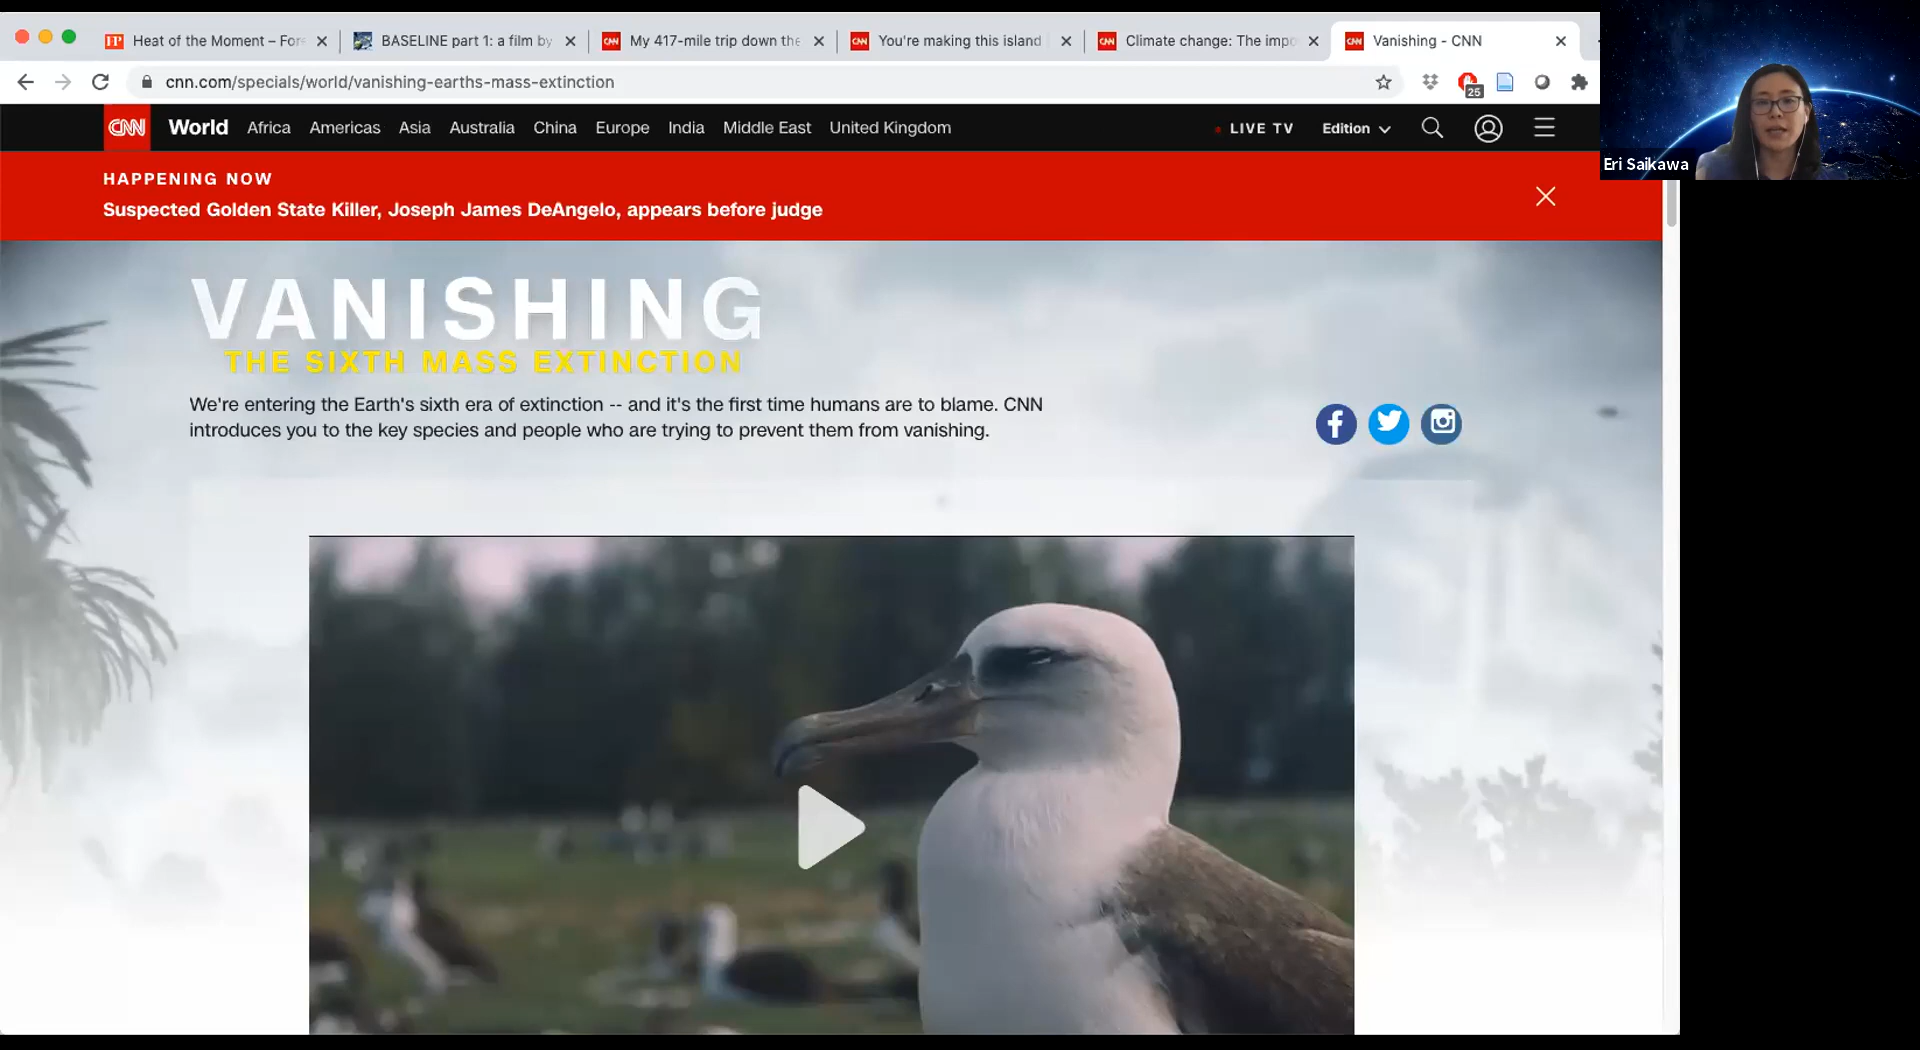 Heat of the Moment – For
BASELINE part 1: a film by
CNN My 417-mile trip down the
CNN You're making this island
CNN Climate change: The impo
CNN Vanishing - CNN
cnn.com/specials/world/vanishing-earths-mass-extinction
25
CNN World Africa Americas Asia Australia China Europe India Middle East United Kingdom
LIVE TV Edition
Eri Saikawa
HAPPENING NOW
Suspected Golden State Killer, Joseph James DeAngelo, appears before judge
VANISHING
THE SIXTH MASS EXTINCTION
We're entering the Earth's sixth era of extinction -- and it's the first time humans are to blame. CNN
introduces you to the key species and people who are trying to prevent them from vanishing.